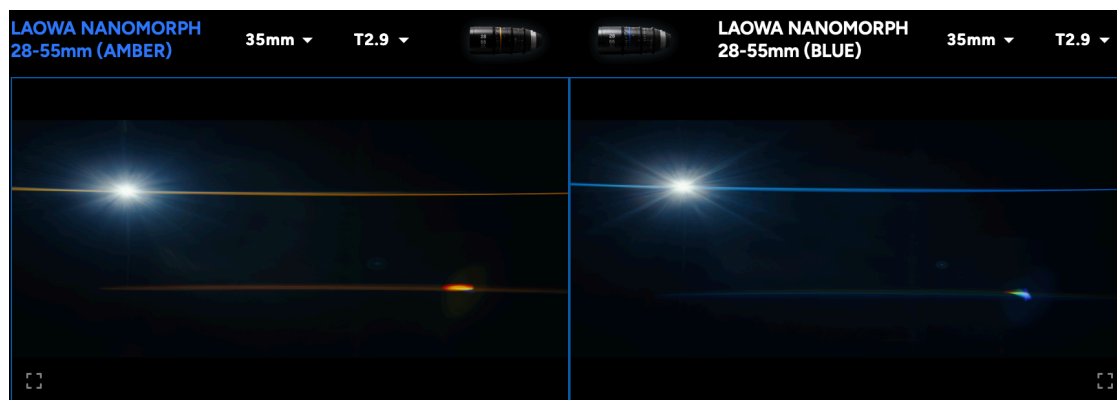 LAOWA NANOMORPH
28-55mm (AMBER)
35mm
T2.9
LAOWA NANOMORPH
28-55mm (BLUE)
35mm
T2.9